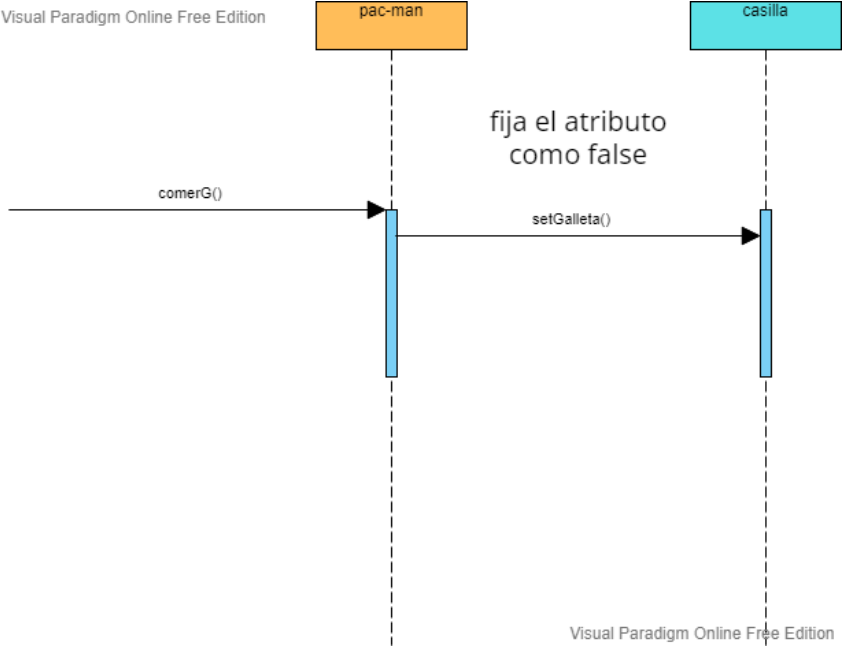 Visual Paradigm Online Free Edition
pac-man
casilla
fija el atributo
como false
comerG()
setGalleta()
Visual Paradigm Online Free Edition